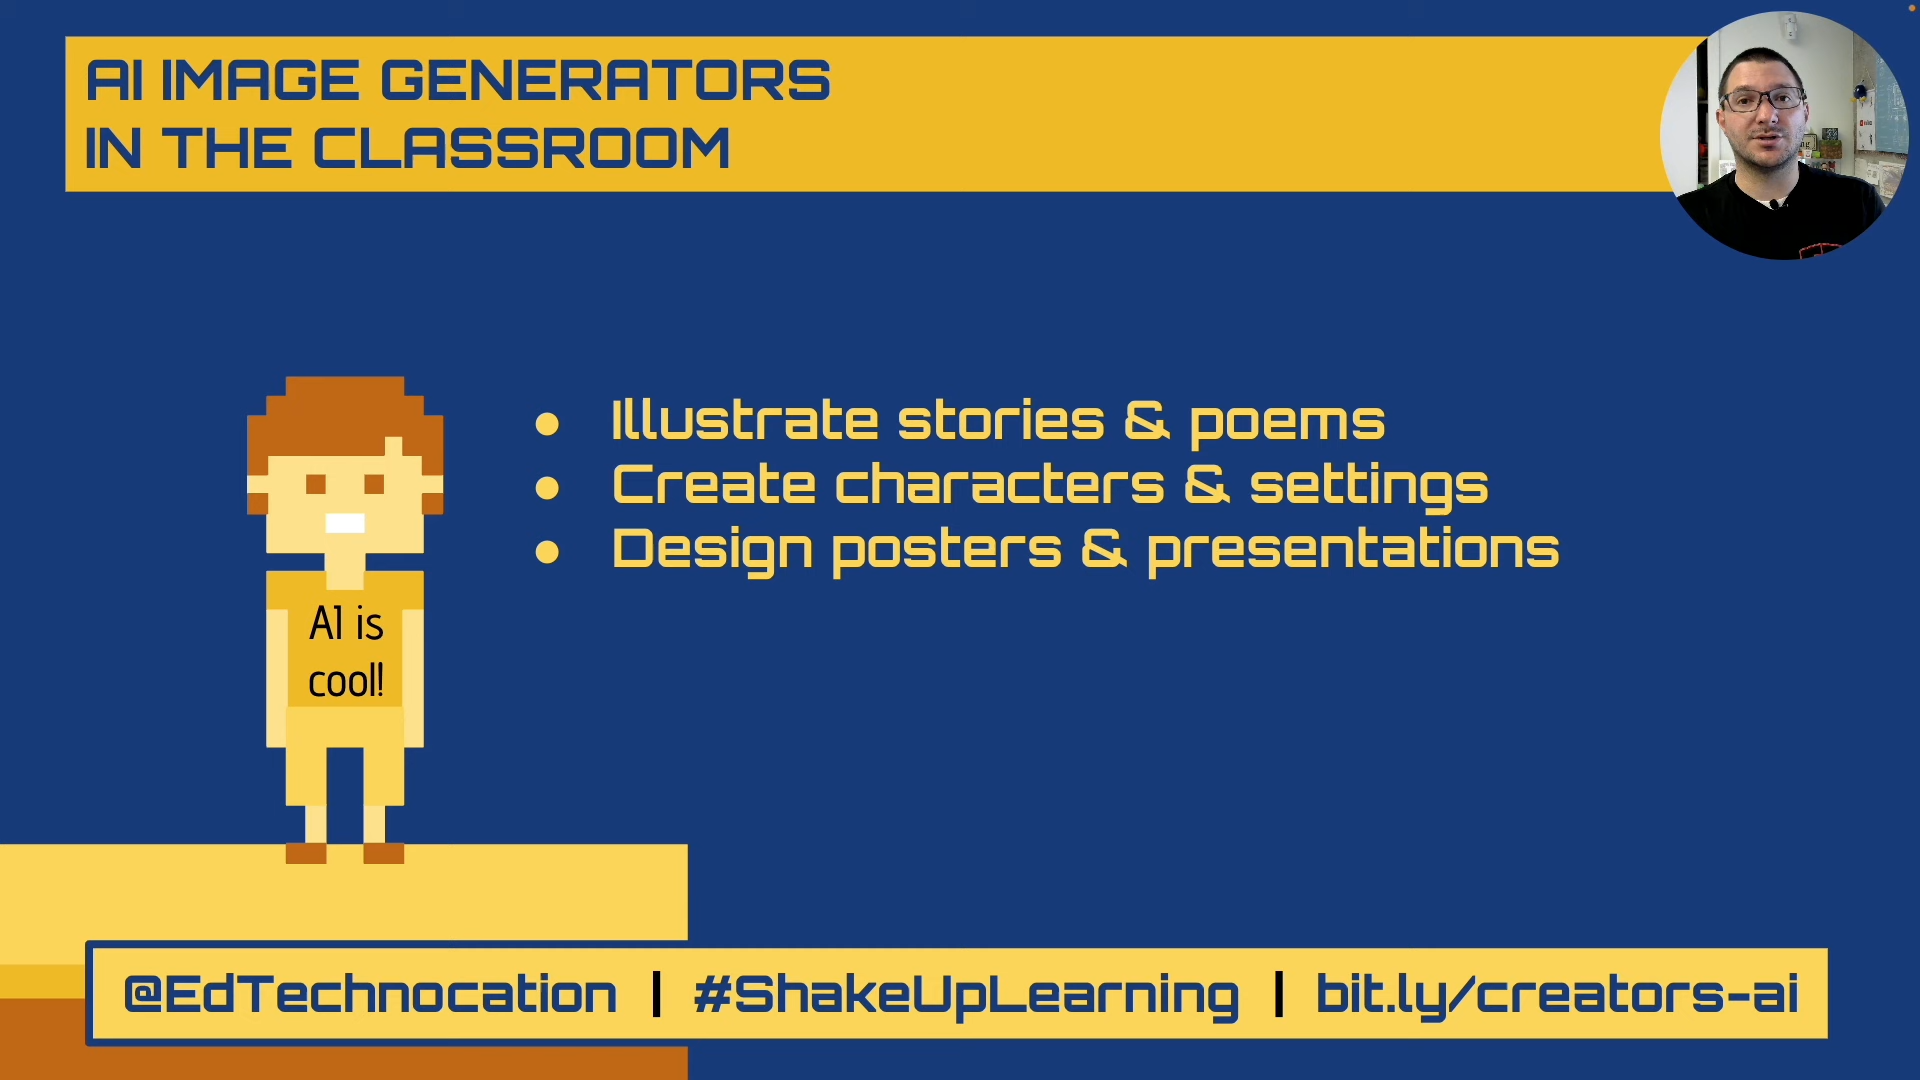 AI IMAGE GENERATORS
IN THE CLASSROOM
● Illustrate stories & poems
● Create characters & settings
● Design posters & presentations
AI is
cool!
@EdTechnocation | #ShakeUpLearning | bit.ly/creators-ai